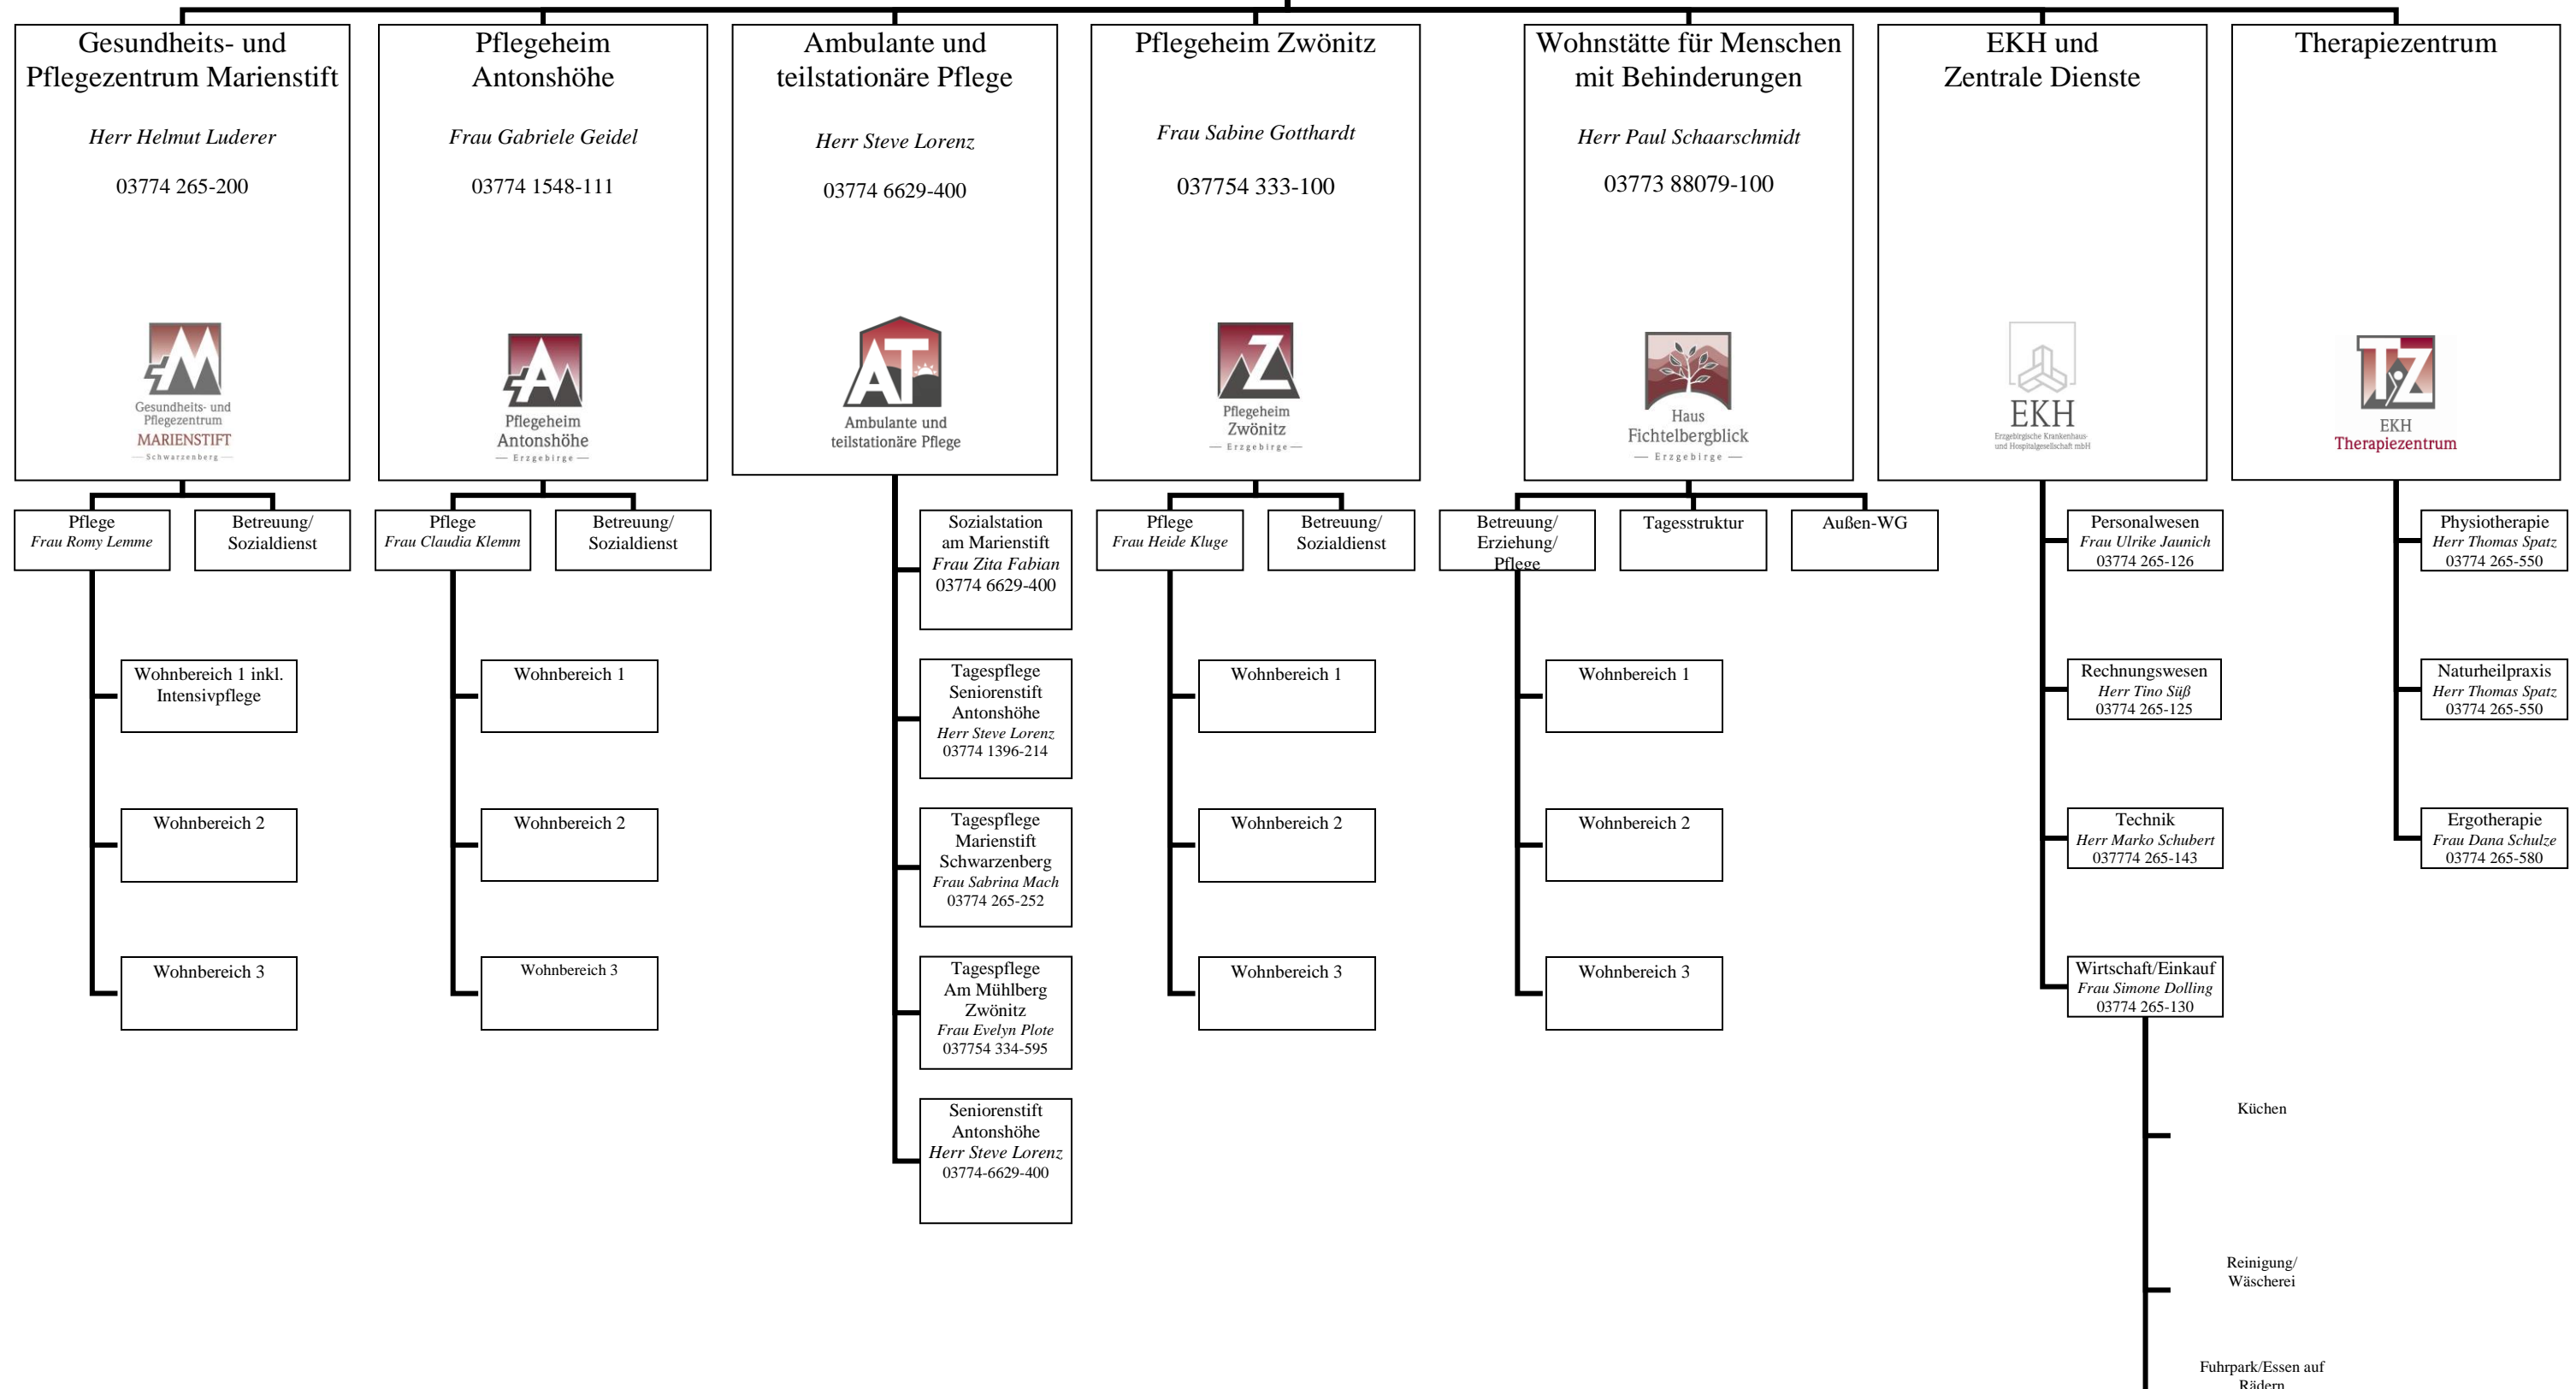 Gesundheits- und
Pflegezentrum Marienstift
Herr Helmut Luderer
03774 265-200
Gesundheits- und
Pflegezentrum
MARIENSTIFT
Schwarzenberg
Pflegeheim
Antonshöhe
Frau Gabriele Geidel
03774 1548-111
Pflegeheim
Antonshöhe
Erzgebirge
Ambulante und
teilstationäre Pflege
Herr Steve Lorenz
03774 6629-400
AT
Ambulante und
teilstationäre Pflege
Pflegeheim Zwönitz
Frau Sabine Gotthardt
037754 333-100
Z
Pflegeheim
Zwönitz
Erzgebirge
Wohnstätte für Menschen
mit Behinderungen
Herr Paul Schaarschmidt
03773 88079-100
Haus
Fichtelbergblick
Erzgebirge
EKH und
Zentrale Dienste
EKH
Erzgebirgische Krankenhaus-
und Hospitalgesellschaft mbH
Therapiezentrum
TZ
EKH
Therapiezentrum
Pflege
Frau Romy Lemme
Betreuung/
Sozialdienst
Wohnbereich 1 inkl.
Intensivpflege
Wohnbereich 2
Wohnbereich 3
Pflege
Frau Claudia Klemm
Betreuung/
Sozialdienst
Wohnbereich 1
Wohnbereich 2
Wohnbereich 3
Sozialstation
am Marienstift
Frau Zita Fabian
03774 6629-400
Tagespflege
Seniorenstift
Antonshöhe
Herr Steve Lorenz
03774 1396-214
Tagespflege
Marienstift
Schwarzenberg
Frau Sabrina Mach
03774 265-252
Tagespflege
Am Mühlberg
Zwönitz
Frau Evelyn Plote
037754 334-595
Seniorenstift
Antonshöhe
Herr Steve Lorenz
03774-6629-400
Pflege
Frau Heide Kluge
Betreuung/
Sozialdienst
Wohnbereich 1
Wohnbereich 2
Wohnbereich 3
Betreuung/
Erziehung/
Pflege
Tagesstruktur
Außen-WG
Wohnbereich 1
Wohnbereich 2
Wohnbereich 3
Personalwesen
Frau Ulrike Jaunich
03774 265-126
Rechnungswesen
Herr Tino Süß
03774 265-125
Technik
Herr Marko Schubert
037774 265-143
Wirtschaft/Einkauf
Frau Simone Dolling
03774 265-130
Küchen
Reinigung/
Wäscherei
Fuhrpark/Essen auf
Rädern
Physiotherapie
Herr Thomas Spatz
03774 265-550
Naturheilpraxis
Herr Thomas Spatz
03774 265-550
Ergotherapie
Frau Dana Schulze
03774 265-580